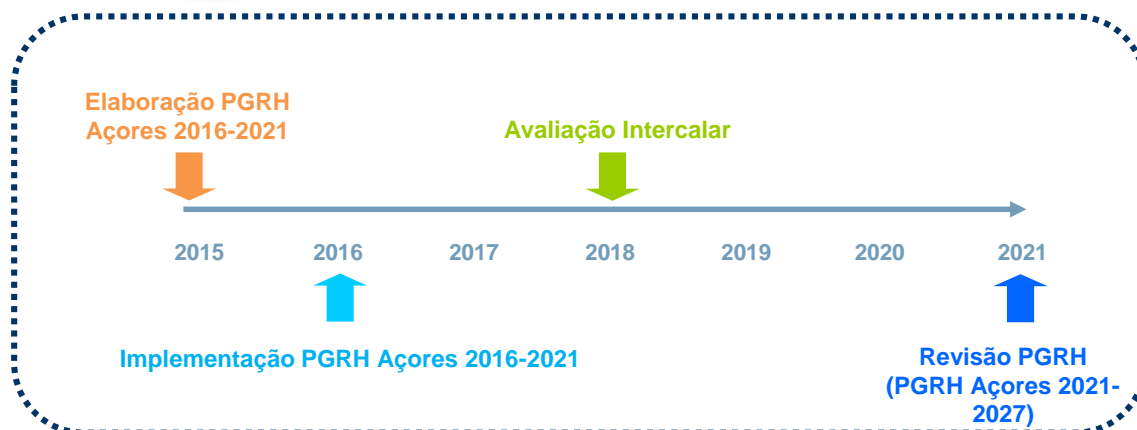 Elaboração PGRH
Açores 2016-2021
Avaliação Intercalar
2015 2016 2017 2018 2019 2020 2021
Implementação PGRH Açores 2016-2021
Revisão PGRH
(PGRH Açores 2021-
2027)